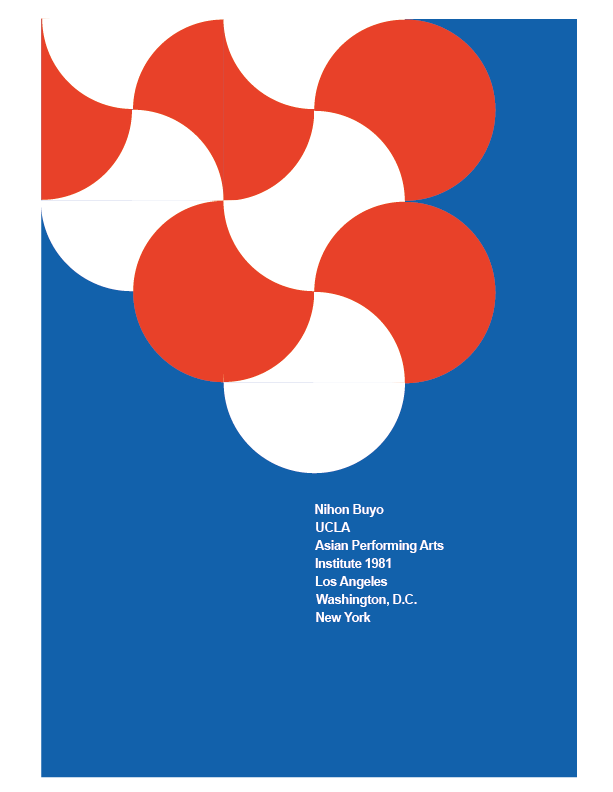 Nihon Buyo
UCLA
Asian Performing Arts
Institute 1981
Los Angeles
Washington, D.C.
New York